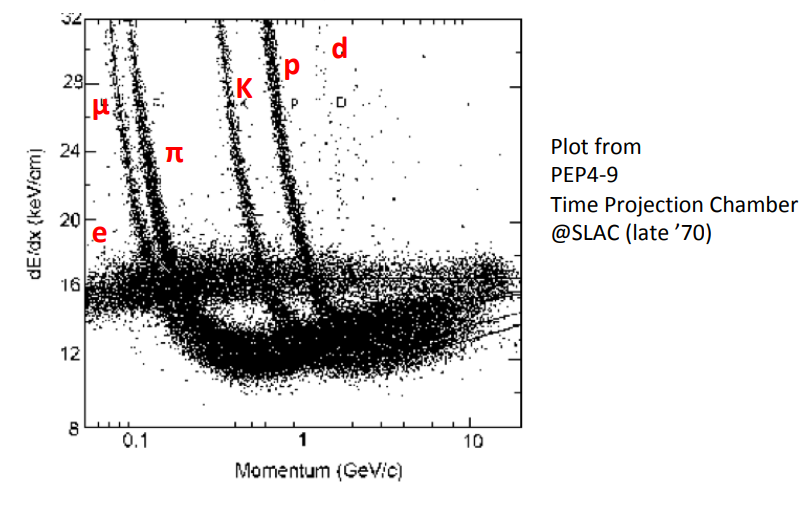 32
28
24
20
16
12
8
dE/dx (keV/cm)
μ
π
e
K
p
d
p
D
0.1
1
10
Momentum (GeV/c)
Plot from
PEP4-9
Time Projection Chamber
@SLAC (late ’70)